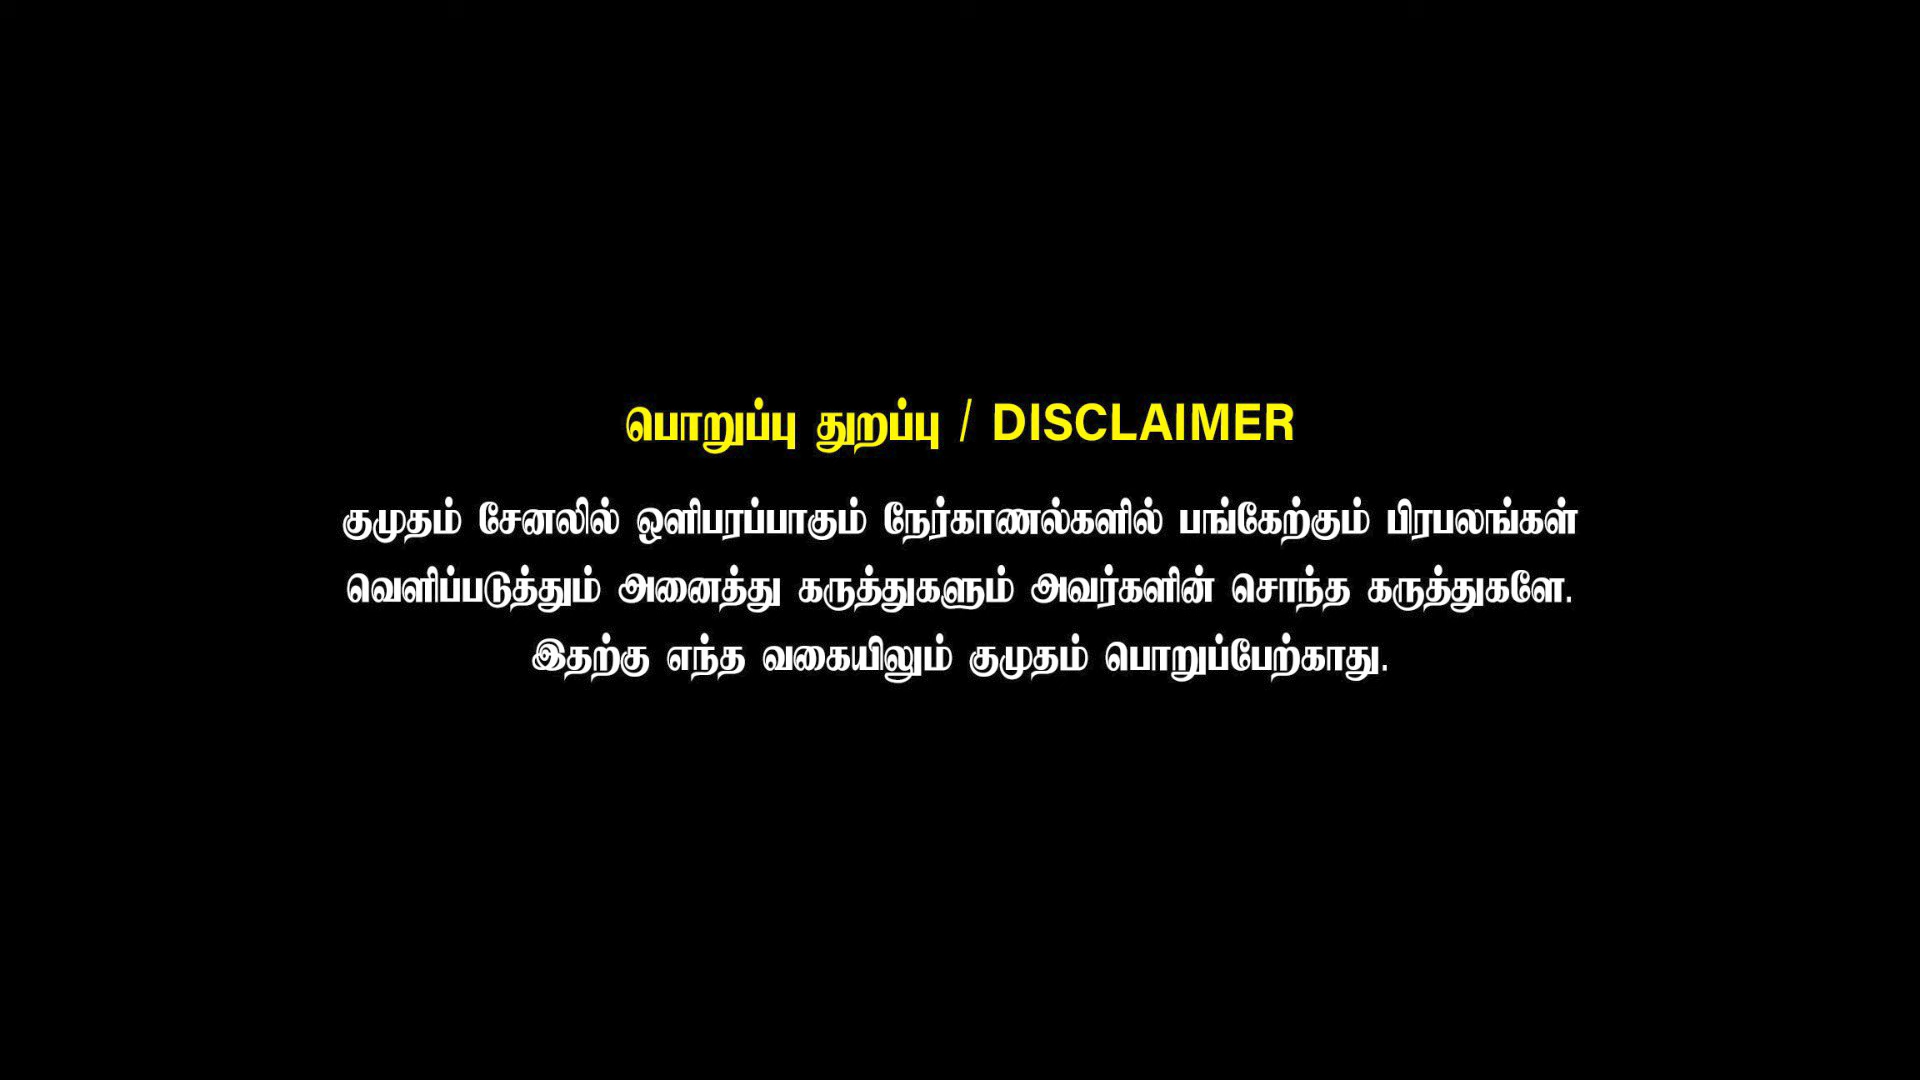 பொறுப்பு துறப்பு / DISCLAIMER
குமுதம் சேனலில் ஒளிபரப்பாகும் நேர்காணல்களில் பங்கேற்கும் பிரபலங்கள்
வெளிப்படுத்தும் அனைத்து கருத்துகளும் அவர்களின் சொந்த கருத்துகளே.
இதற்கு எந்த வகையிலும் குமுதம் பொறுப்பேற்காது.